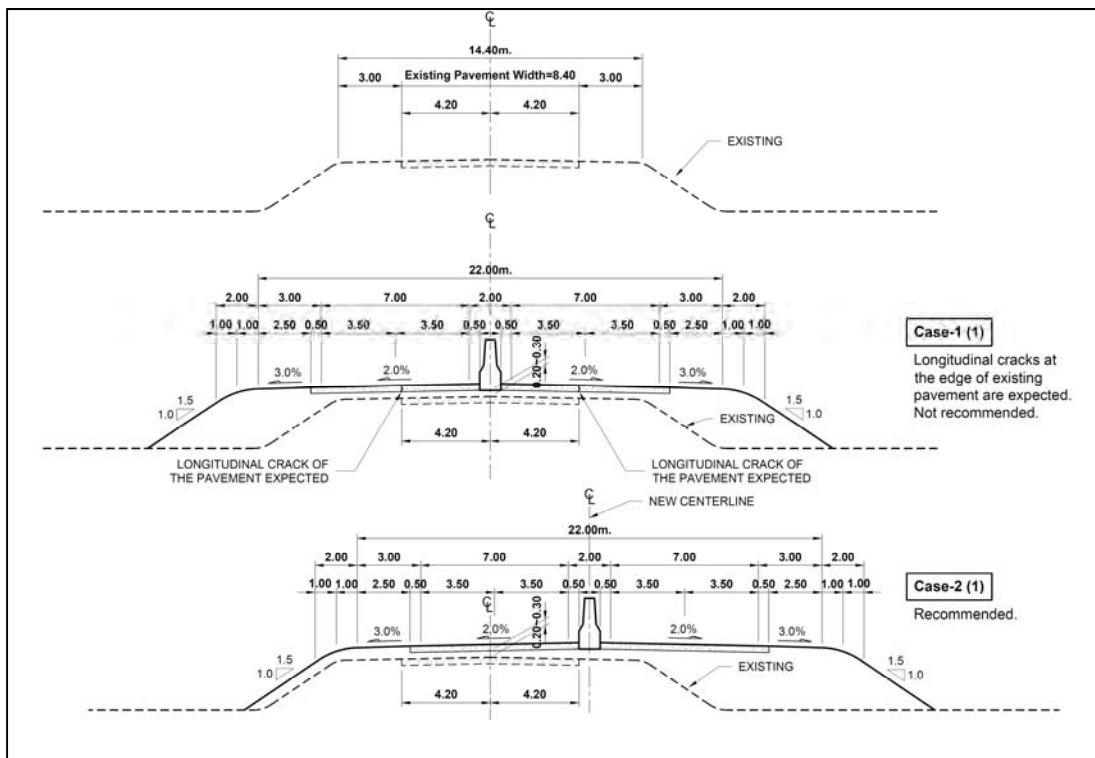 ℄
14.40m.
3.00 Existing Pavement Width=8.40 3.00
4.20 4.20
EXISTING
℄
22.00m.
2.00 3.00 7.00 2.00 7.00 3.00 2.00
1.00 1.00 2.50 0.50 3.50 3.50 0.50 0.50 3.50 3.50 0.50 2.50 1.00 1.00
0.20~0.30
3.0% 2.0% 2.0% 3.0%
1.5
1.0
1.5
1.0
EXISTING
4.20 4.20
LONGITUDINAL CRACK OF
THE PAVEMENT EXPECTED
LONGITUDINAL CRACK OF
THE PAVEMENT EXPECTED
Case-1 (1)
Longitudinal cracks at
the edge of existing
pavement are expected.
Not recommended.
℄
NEW CENTERLINE
22.00m.
2.00 3.00 7.00 2.00 7.00 3.00 2.00
1.00 1.00 2.50 0.50 3.50 3.50 0.50 0.50 3.50 3.50 0.50 2.50 1.00 1.00
℄
0.20~0.30
3.0% 2.0% 2.0% 3.0%
1.5
1.0
1.5
1.0
EXISTING
4.20 4.20
Case-2 (1)
Recommended.